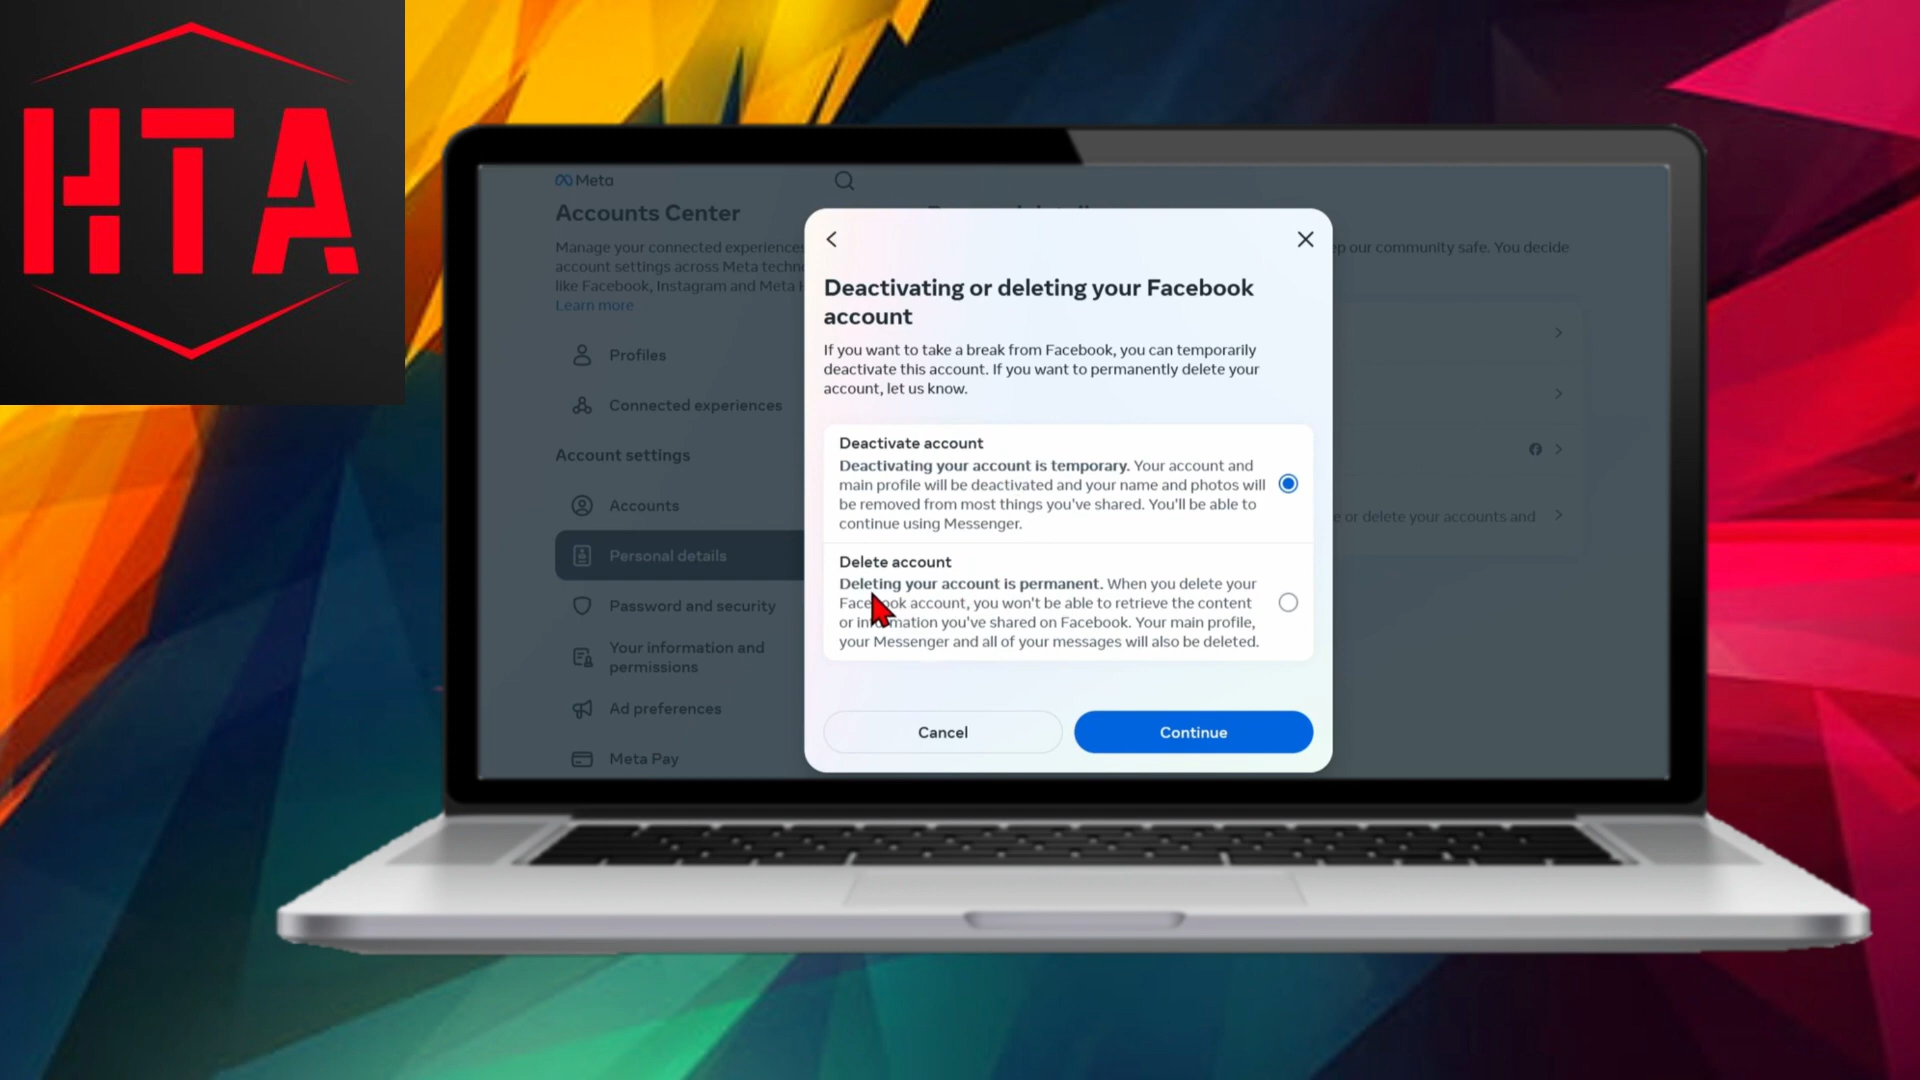 HTA
Meta
Accounts Center
Manage your connected experiences
account settings across Meta techn
like Facebook, Instagram and Meta
Learn more
Profiles
Connected experiences
Account settings
Accounts
Personal details
Password and security
Your information and
permissions
Ad preferences
Meta Pay
Deactivating or deleting your Facebook
account
If you want to take a break from Facebook, you can temporarily
deactivate this account. If you want to permanently delete your
account, let us know.
Deactivate account
Deactivating your account is temporary. Your account and
main profile will be deactivated and your name and photos will
be removed from most things you've shared. You'll be able to
continue using Messenger.
Delete account
Deleting your account is permanent. When you delete your
Facebook account, you won't be able to retrieve the content
or information you've shared on Facebook. Your main profile,
your Messenger and all of your messages will also be deleted.
Cancel
Continue
p our community safe. You decide
e or delete your accounts and